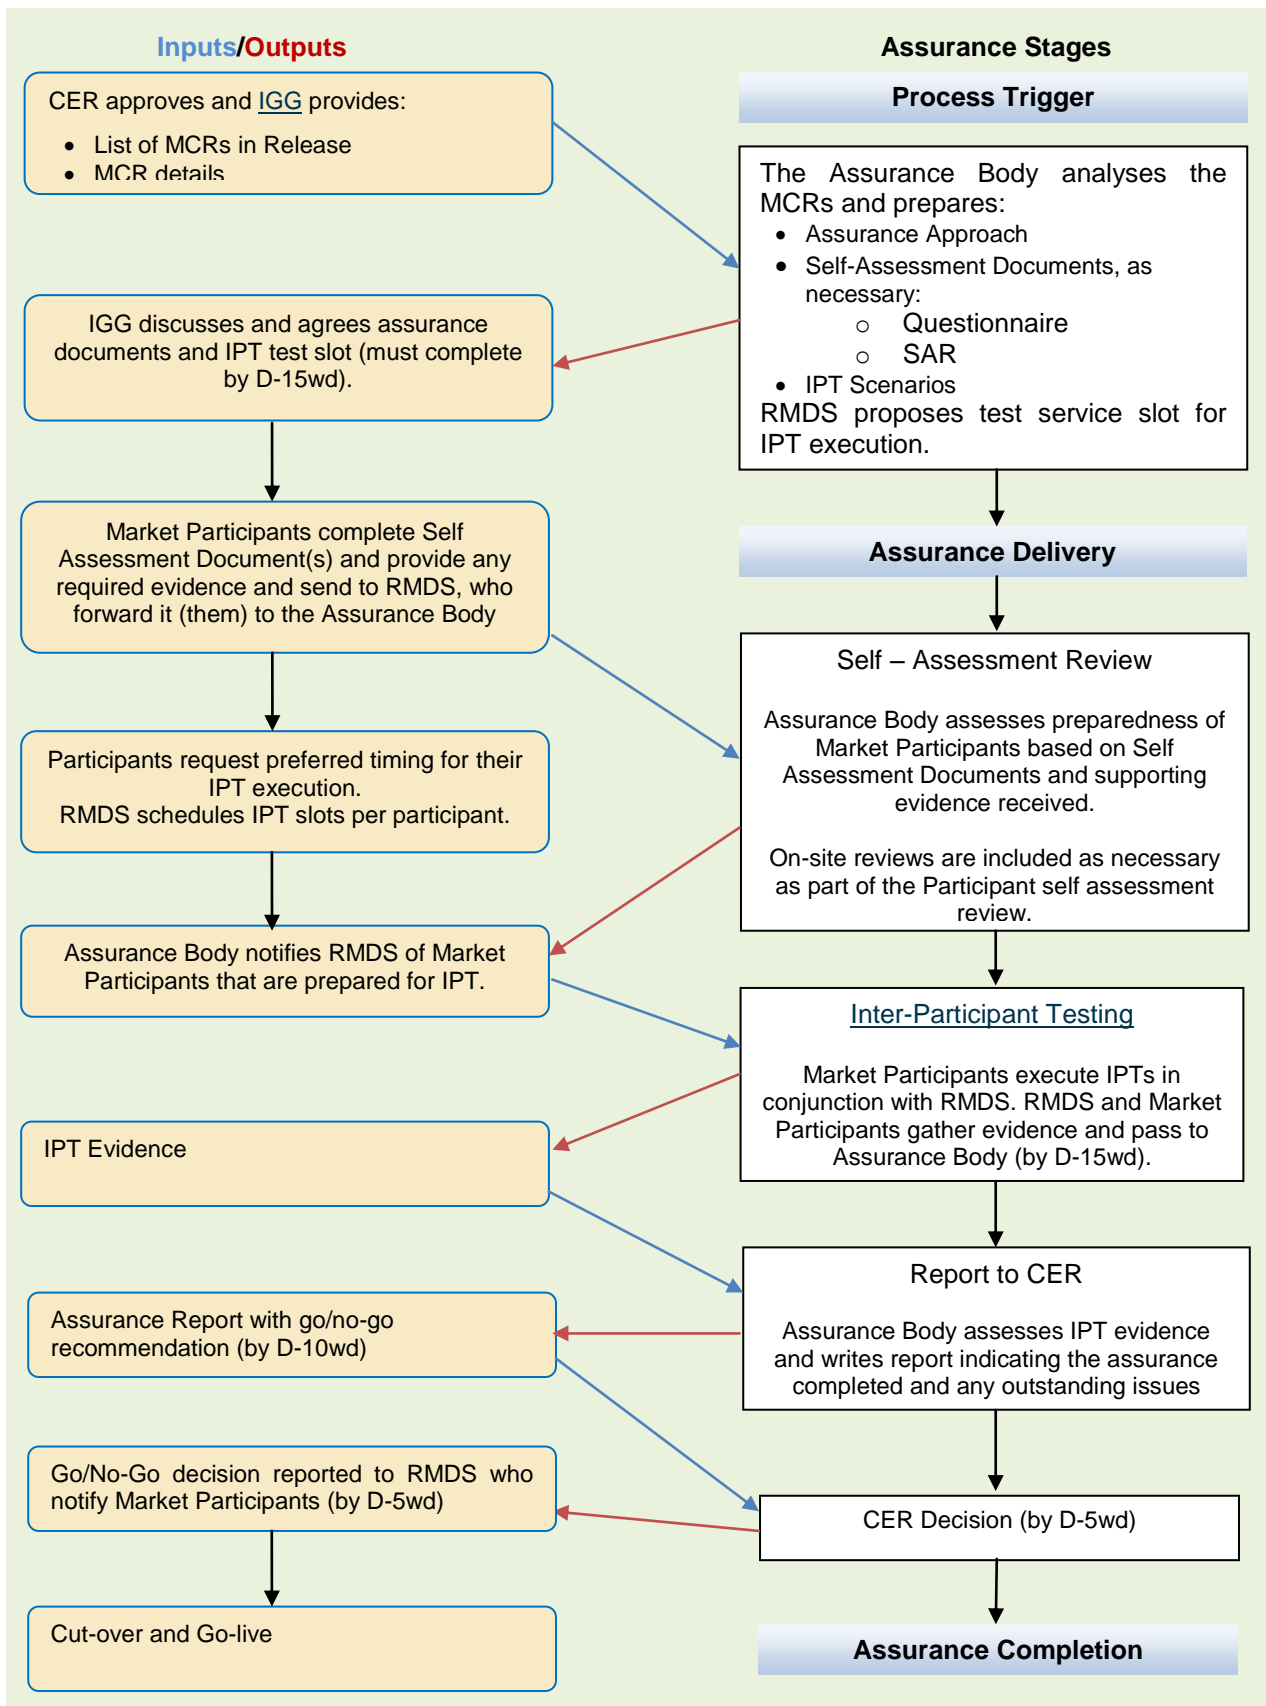 Inputs/Outputs
Assurance Stages
CER approves and IGG provides:
• List of MCRs in Release
• MCR details
Process Trigger
The Assurance Body analyses the
MCRs and prepares:
• Assurance Approach
• Self-Assessment Documents, as
necessary:
o Questionnaire
o SAR
• IPT Scenarios
RMDS proposes test service slot for
IPT execution.
IGG discusses and agrees assurance
documents and IPT test slot (must complete
by D-15wd).
Market Participants complete Self
Assessment Document(s) and provide any
required evidence and send to RMDS, who
forward it (them) to the Assurance Body
Assurance Delivery
Self – Assessment Review
Assurance Body assesses preparedness of
Market Participants based on Self
Assessment Documents and supporting
evidence received.
On-site reviews are included as necessary
as part of the Participant self assessment
review.
Participants request preferred timing for their
IPT execution.
RMDS schedules IPT slots per participant.
Assurance Body notifies RMDS of Market
Participants that are prepared for IPT.
Inter-Participant Testing
Market Participants execute IPTs in
conjunction with RMDS. RMDS and Market
Participants gather evidence and pass to
Assurance Body (by D-15wd).
IPT Evidence
Report to CER
Assurance Body assesses IPT evidence
and writes report indicating the assurance
completed and any outstanding issues
Assurance Report with go/no-go
recommendation (by D-10wd)
Go/No-Go decision reported to RMDS who
notify Market Participants (by D-5wd)
CER Decision (by D-5wd)
Cut-over and Go-live
Assurance Completion